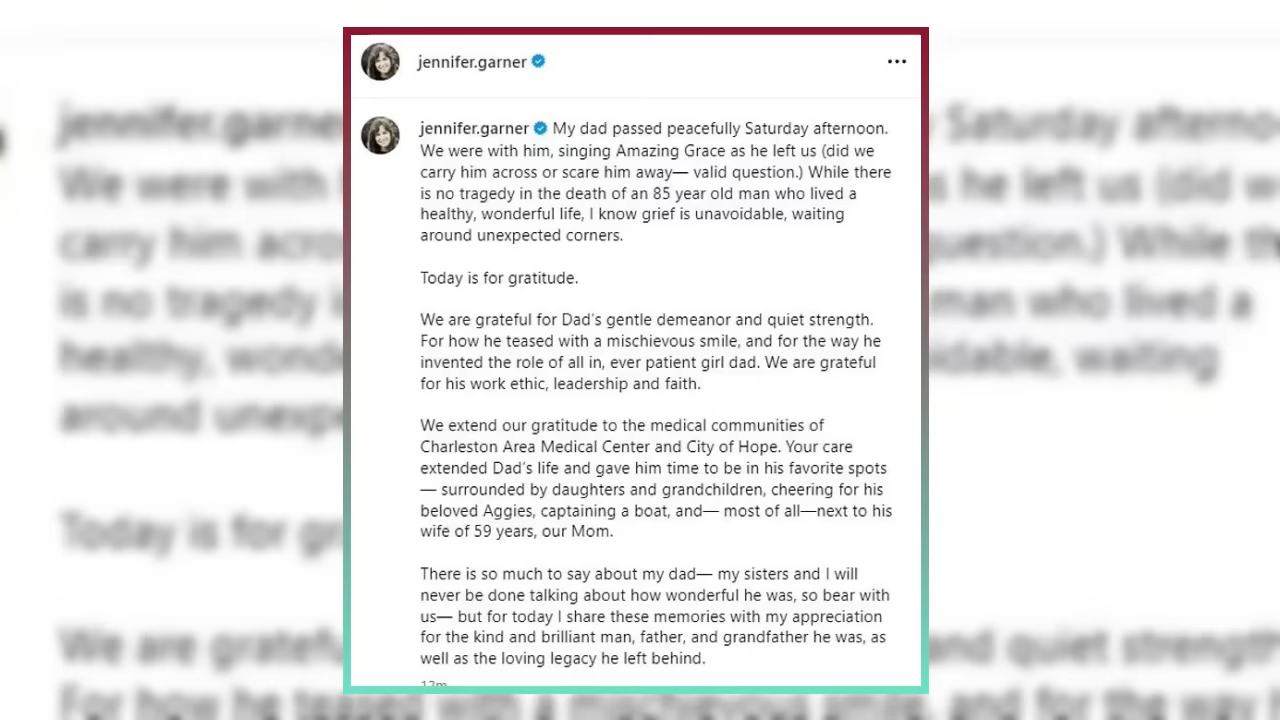 jennifer.garner
jennifer.garner My dad passed peacefully Saturday afternoon.
We were with him, singing Amazing Grace as he left us (did we
carry him across or scare him away— valid question.) While there
is no tragedy in the death of an 85 year old man who lived a
healthy, wonderful life, I know grief is unavoidable, waiting
around unexpected corners.
Today is for gratitude.
We are grateful for Dad's gentle demeanor and quiet strength.
For how he teased with a mischievous smile, and for the way he
invented the role of all in, ever patient girl dad. We are grateful
for his work ethic, leadership and faith.
We extend our gratitude to the medical communities of
Charleston Area Medical Center and City of Hope. Your care
extended Dad's life and gave him time to be in his favorite spots
— surrounded by daughters and grandchildren, cheering for his
beloved Aggies, captaining a boat, and— most of all—next to his
wife of 59 years, our Mom.
There is so much to say about my dad— my sisters and I will
never be done talking about how wonderful he was, so bear with
us— but for today I share these memories with my appreciation
for the kind and brilliant man, father, and grandfather he was, as
well as the loving legacy he left behind.